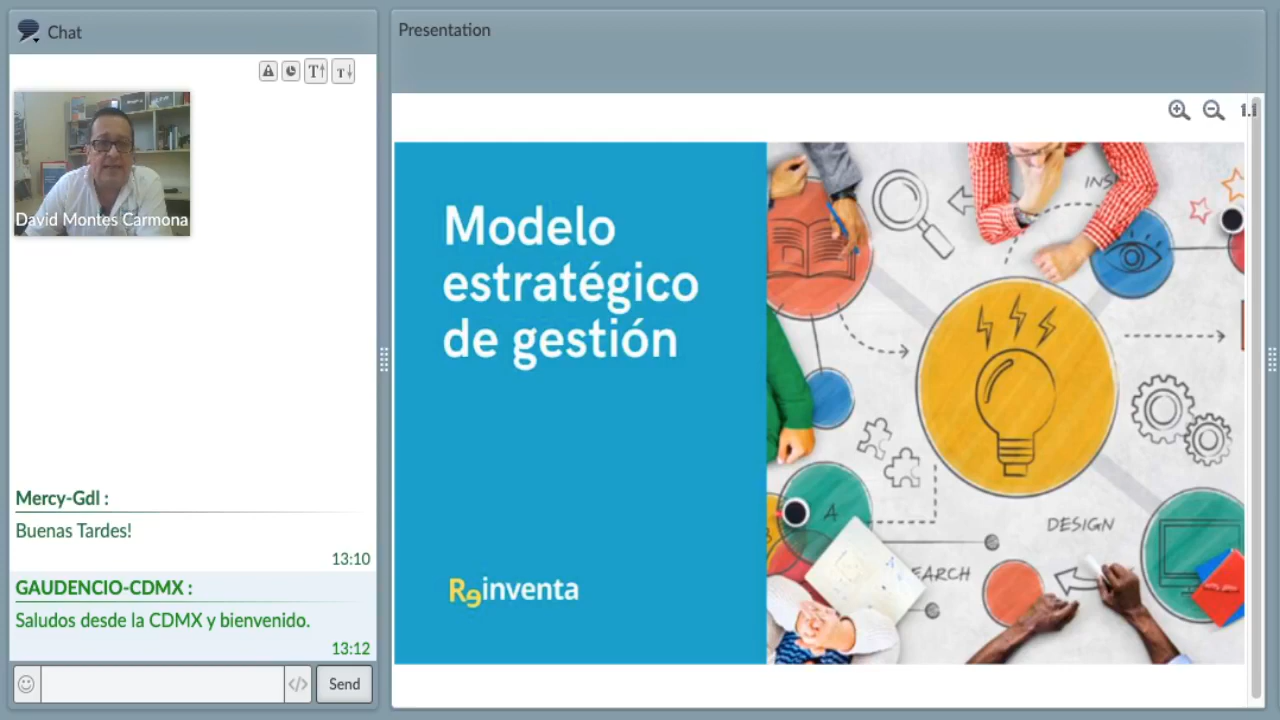 Chat
T T
David Montes Carmona
Mercy-Gdl :
Buenas Tardes!
13:10
GAUDENCIO-CDMX :
Saludos desde la CDMX y bienvenido.
13:12
Send
Presentation
Modelo
estratégico
de gestión
Reinventa
INS
A
DESIGN
EARCH